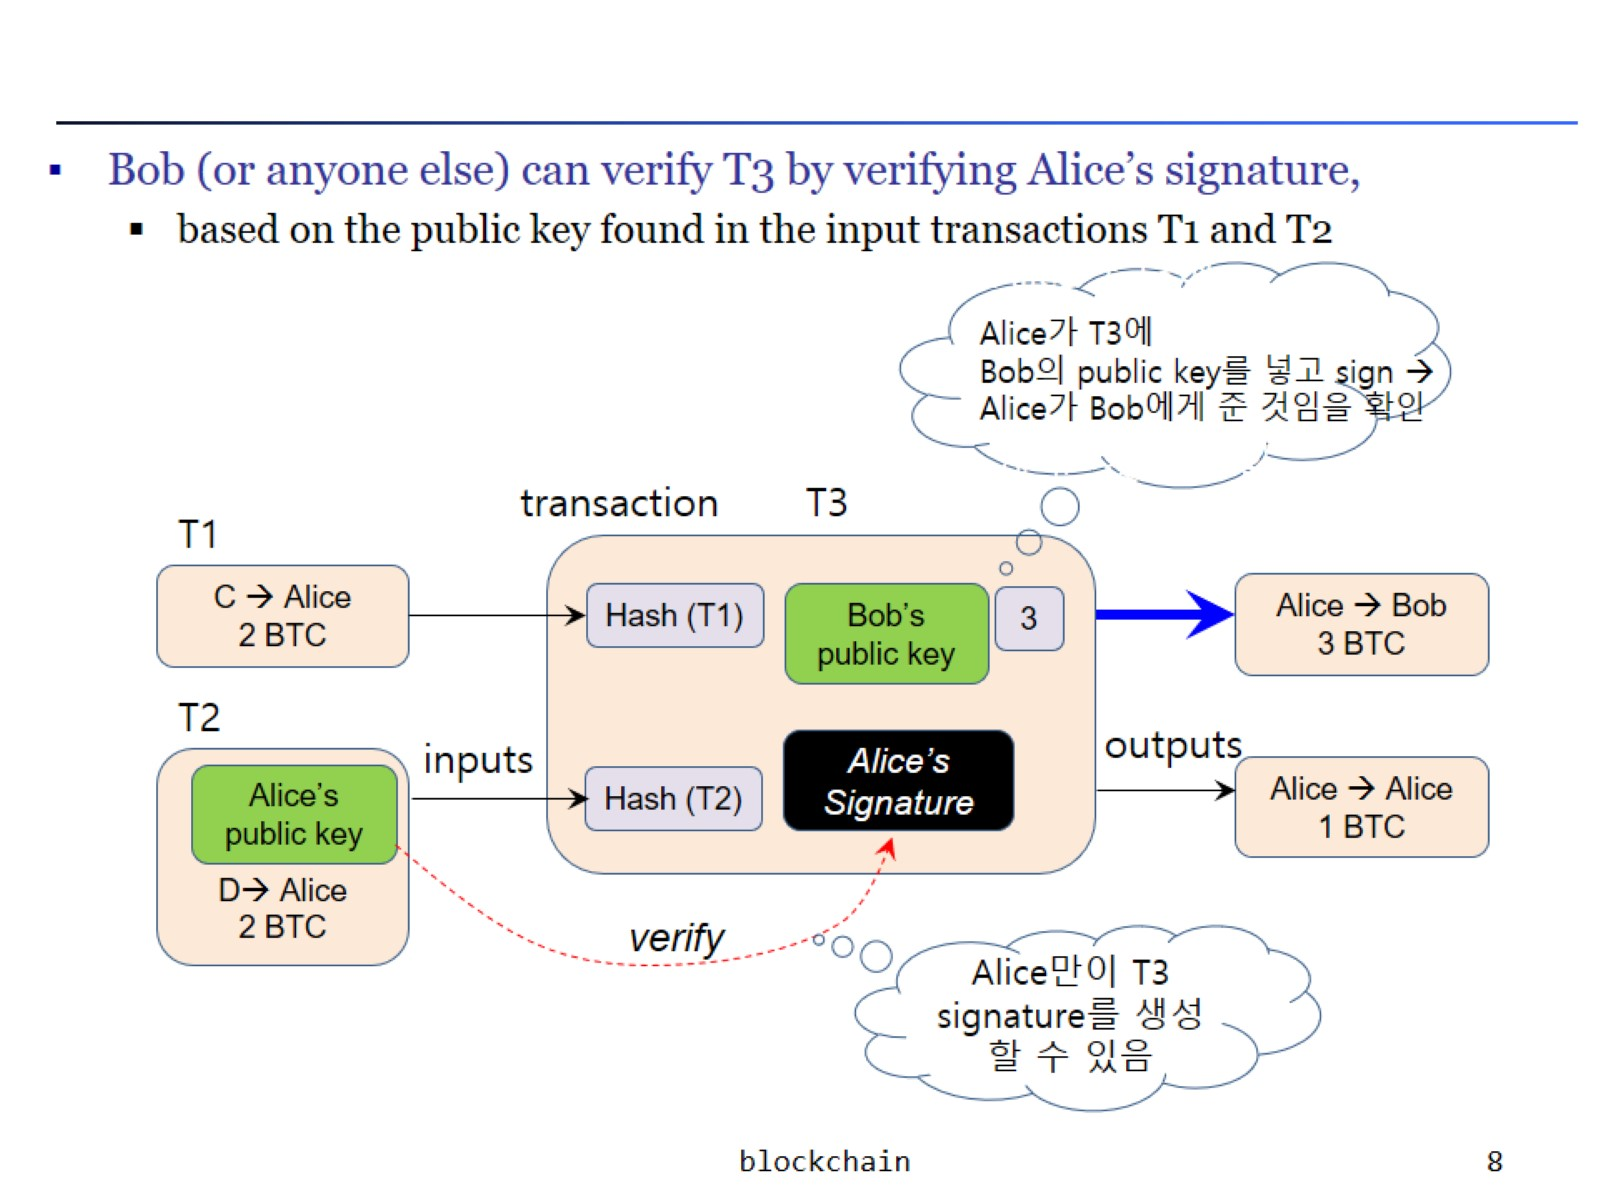 Bob (or anyone else) can verify T3 by verifying Alice’s signature,
based on the public key found in the input transactions T1 and T2
Alice가 T3에
Bob의 public key를 넣고 sign →
Alice가 Bob에게 준 것임을 확인
transaction T3
T1
C → Alice
2 BTC
Hash (T1)
Bob’s
public key
3
Alice → Bob
3 BTC
T2
Alice’s
public key
D→ Alice
2 BTC
inputs
Hash (T2)
Alice’s
Signature
outputs
Alice → Alice
1 BTC
verify
Alice만이 T3
signature를 생성
할 수 있음
blockchain
8